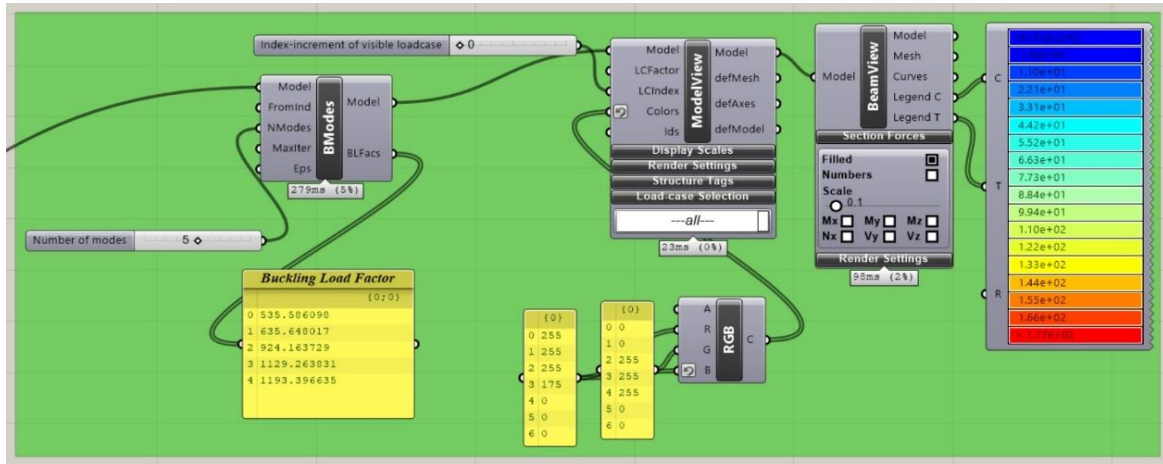 Index-increment of visible loadcase 0
Model
FromInd
NModes
MaxIter
Eps
BModes
Model
BLFacs
279ms (5%)
Number of modes 5
Buckling Load Factor
{0;0}
0 535.586098
1 635.648017
2 924.163729
3 1129.263831
4 1193.396635
Model
LCFactor
LCIndex
Colors
Ids
ModelView
Model
defMesh
defAxes
defModel
Display Scales
Render Settings
Structure Tags
Load-case Selection
---all---
23ms (0%)
{0}
0 255
1 255
2 255
3 175
4 0
5 0
6 0
{0}
0 0
1 0
2 255
3 255
4 255
5 0
6 0
A
R
G
B
RGB
C
Model
BeamView
Model
Mesh
Curves
Legend C
Legend T
Section Forces
Filled
Numbers
Scale
0.1
Mx My Mz
Nx Vy Vz
Render Settings
98ms (2%)
C
T
R
1.10e+01
2.21e+01
3.31e+01
4.42e+01
5.52e+01
6.63e+01
7.73e+01
8.84e+01
9.94e+01
1.10e+02
1.22e+02
1.33e+02
1.44e+02
1.55e+02
1.66e+02
> 1.77e+02